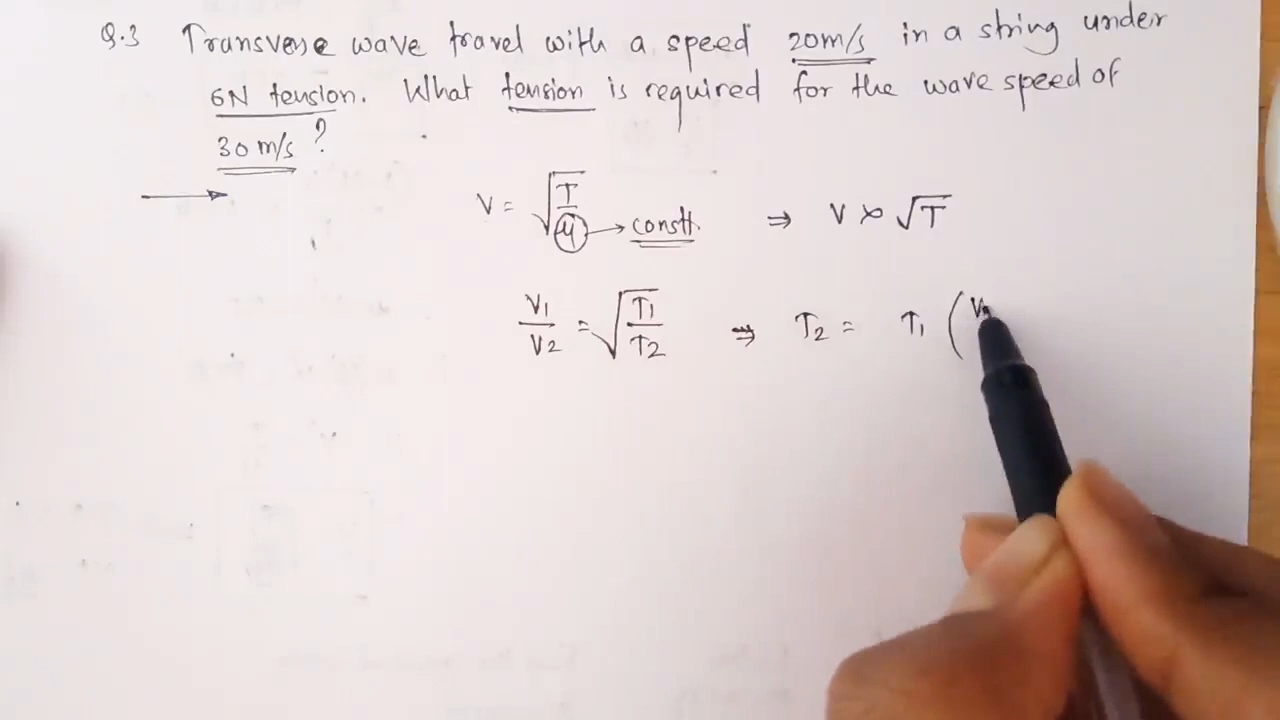 Q.3 Transverse wave travel with a speed 20m/s in a string under
6N tension. What tension is required for the wave speed of
30 m/s ?
V = √(T/μ) → constt. ⇒ V ∝ √T
V1/V2 = √(T1/T2) ⇒ T2 = T1 (